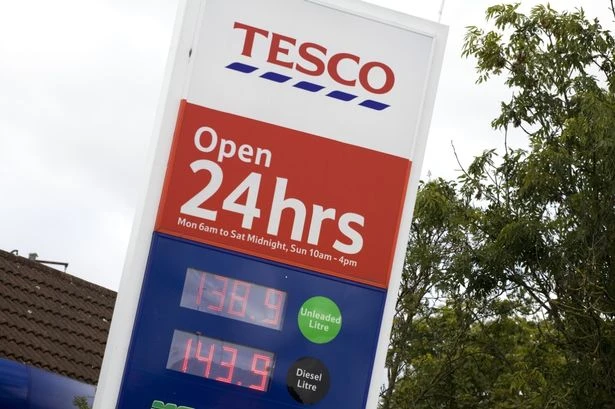 TESCO
Open
24hrs
Mon 6am to Sat Midnight, Sun 10am - 4pm
138.9
Unleaded
Litre
143.9
Diesel
Litre